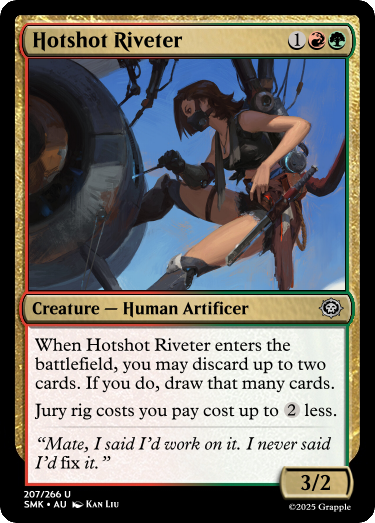 Hotshot Riveter 1
Creature — Human Artificer
When Hotshot Riveter enters the
battlefield, you may discard up to two
cards. If you do, draw that many cards.
Jury rig costs you pay cost up to 2 less.
“Mate, I said I’d work on it. I never said
I’d fix it.”
3/2
207/266 U
SMK • AU Kan Liu
©2025 Grapple